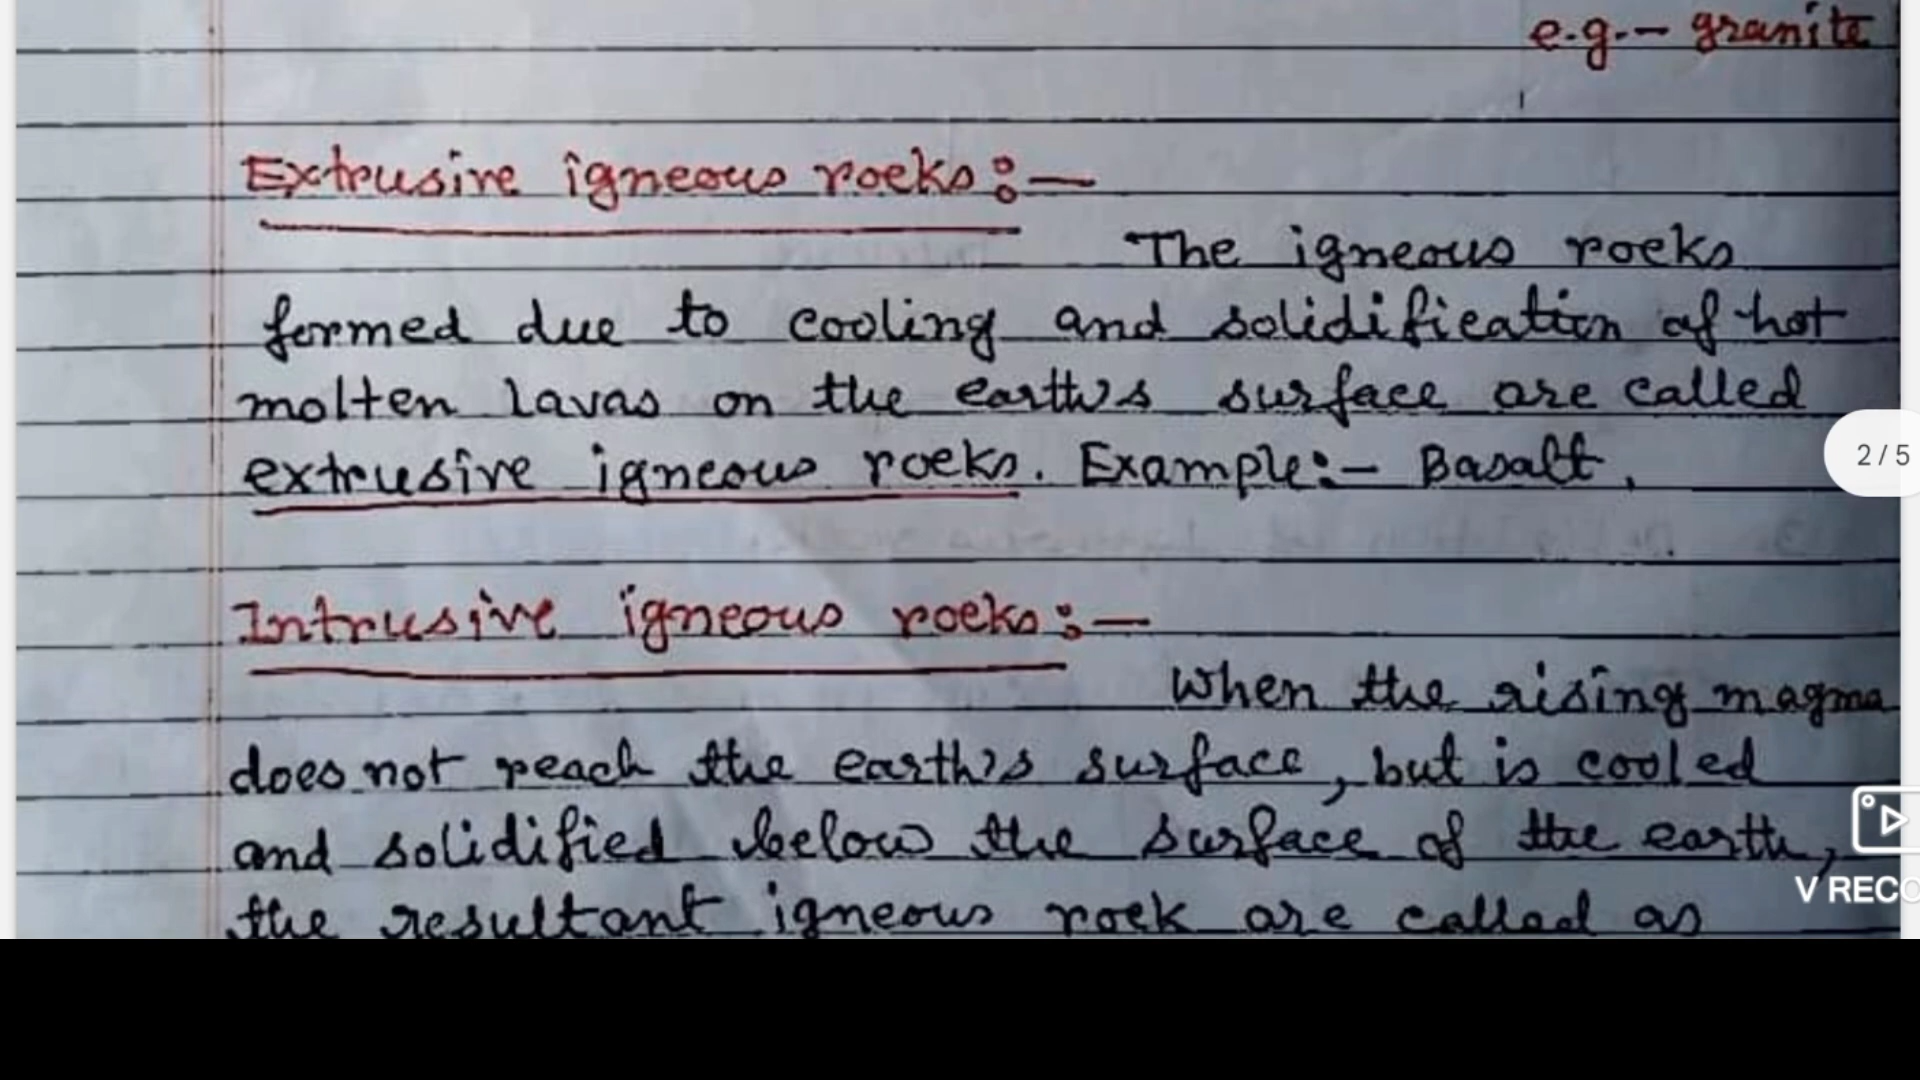 e.g.- granite
Extrusive igneous rocks:-
The igneous rocks
formed due to cooling and solidification of hot
molten lavas on the earth's surface are called
extrusive igneous rocks. Example:- Basalt.
2/5
Intrusive igneous rocks:-
When the rising magma
does not reach the earth's surface, but is cooled
and solidified below the surface of the earth,
the resultant igneous rock are called as
V RECO